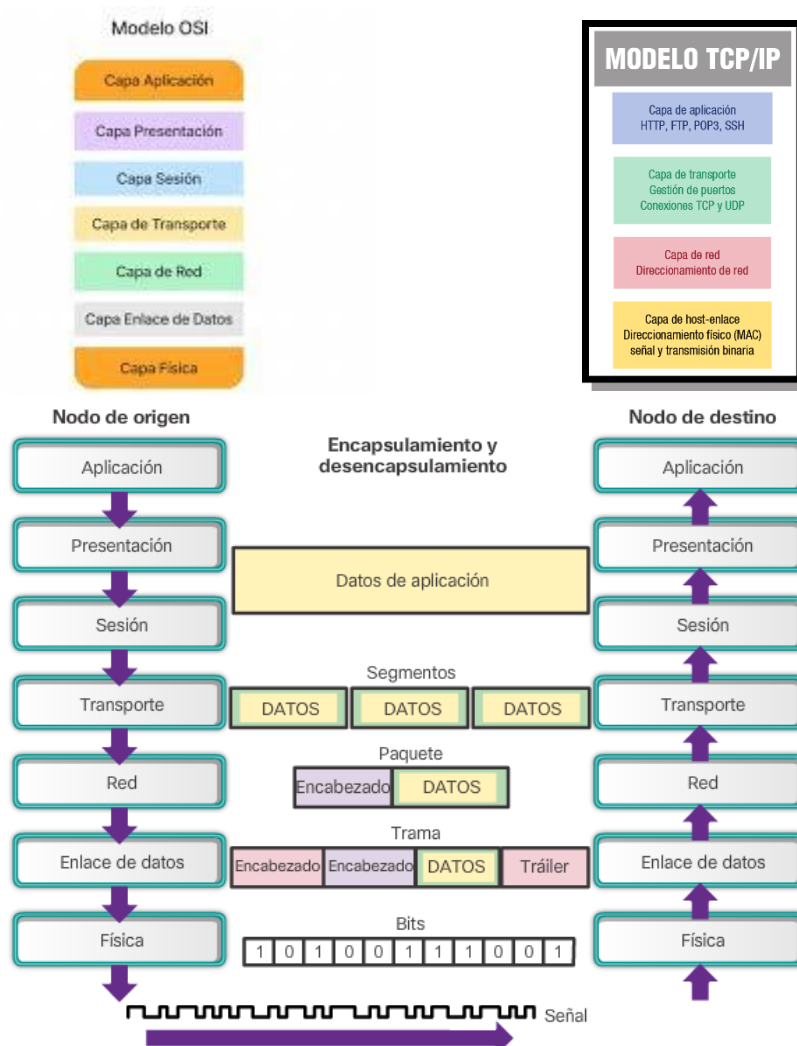 Modelo OSI
Capa Aplicación
Capa Presentación
Capa Sesión
Capa de Transporte
Capa de Red
Capa Enlace de Datos
Capa Física
MODELO TCP/IP
Capa de aplicación
HTTP, FTP, POP3, SSH
Capa de transporte
Gestión de puertos
Conexiones TCP y UDP
Capa de red
Direccionamiento de red
Capa de host-enlace
Direccionamiento físico (MAC)
señal y transmisión binaria
Nodo de origen
Encapsulamiento y
desencapsulamiento
Nodo de destino
Aplicación
Aplicación
Presentación
Presentación
Datos de aplicación
Sesión
Sesión
Segmentos
Transporte
DATOS DATOS DATOS
Transporte
Paquete
Red
Encabezado DATOS
Red
Trama
Enlace de datos
Encabezado Encabezado DATOS Tráiler
Enlace de datos
Bits
Física
1 0 1 0 0 1 1 1 0 0 1
Física
Señal